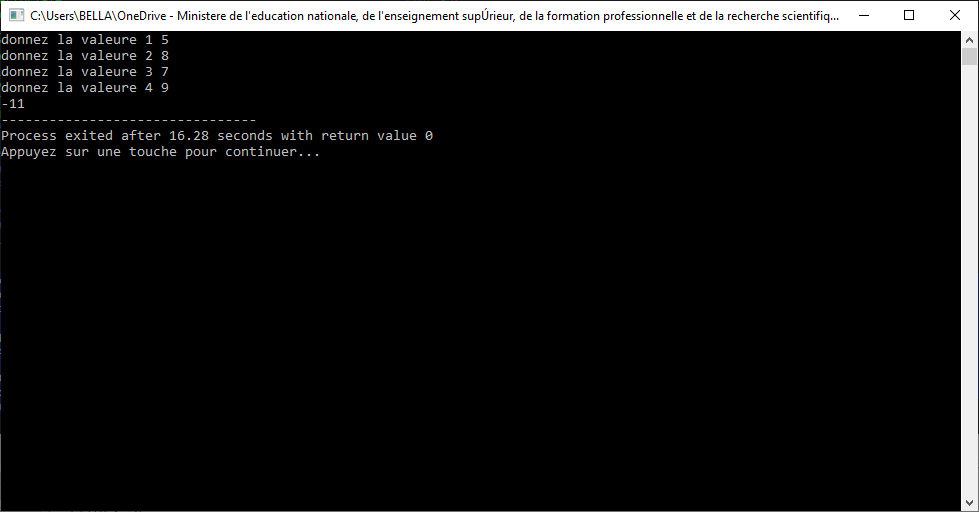 C:\Users\BELLA\OneDrive - Ministere de l'education nationale, de l'enseignement supÚrieur, de la formation professionnelle et de la recherche scientifiq...
donnez la valeure 1 5
donnez la valeure 2 8
donnez la valeure 3 7
donnez la valeure 4 9
-11
--------------------------------
Process exited after 16.28 seconds with return value 0
Appuyez sur une touche pour continuer...